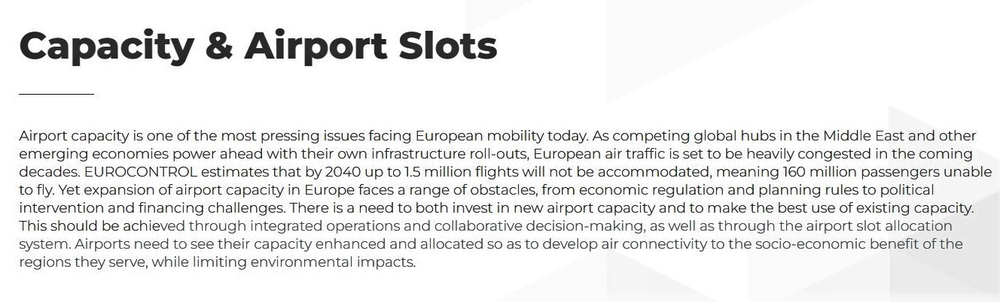 Capacity & Airport Slots
Airport capacity is one of the most pressing issues facing European mobility today. As competing global hubs in the Middle East and other
emerging economies power ahead with their own infrastructure roll-outs, European air traffic is set to be heavily congested in the coming
decades. EUROCONTROL estimates that by 2040 up to 1.5 million flights will not be accommodated, meaning 160 million passengers unable
to fly. Yet expansion of airport capacity in Europe faces a range of obstacles, from economic regulation and planning rules to political
intervention and financing challenges. There is a need to both invest in new airport capacity and to make the best use of existing capacity.
This should be achieved through integrated operations and collaborative decision-making, as well as through the airport slot allocation
system. Airports need to see their capacity enhanced and allocated so as to develop air connectivity to the socio-economic benefit of the
regions they serve, while limiting environmental impacts.